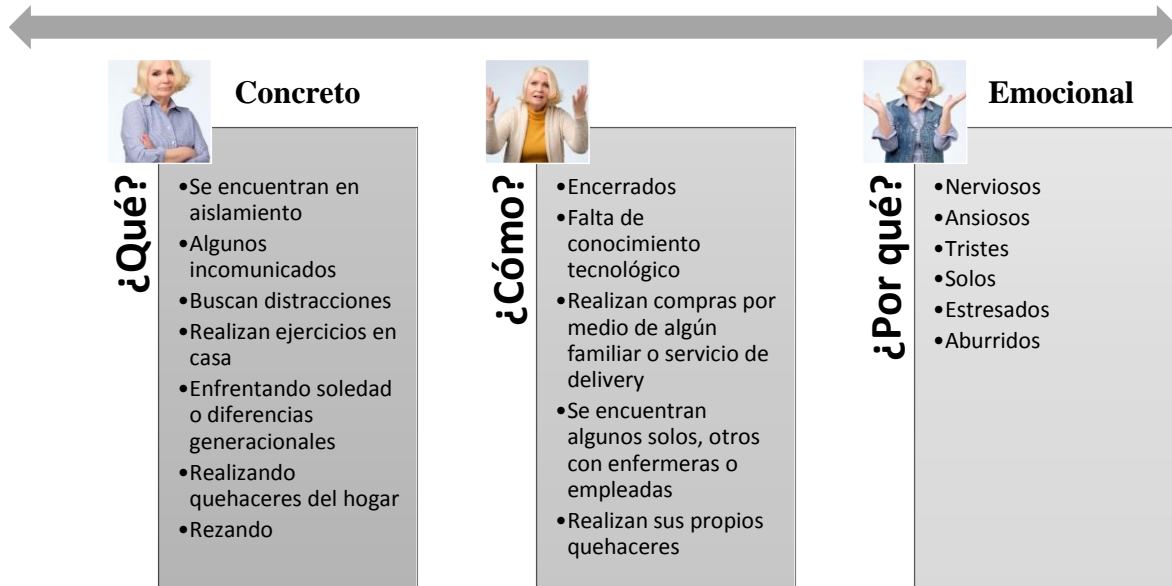 Concreto
¿Qué?
•Se encuentran en
aislamiento
•Algunos
incomunicados
•Buscan distracciones
•Realizan ejercicios en
casa
•Enfrentando soledad
o diferencias
generacionales
•Realizando
quehaceres del hogar
•Rezando
¿Cómo?
•Encerrados
•Falta de
conocimiento
tecnológico
•Realizan compras por
medio de algún
familiar o servicio de
delivery
•Se encuentran
algunos solos, otros
con enfermeras o
empleadas
•Realizan sus propios
quehaceres
Emocional
¿Por qué?
•Nerviosos
•Ansiosos
•Tristes
•Solos
•Estresados
•Aburridos